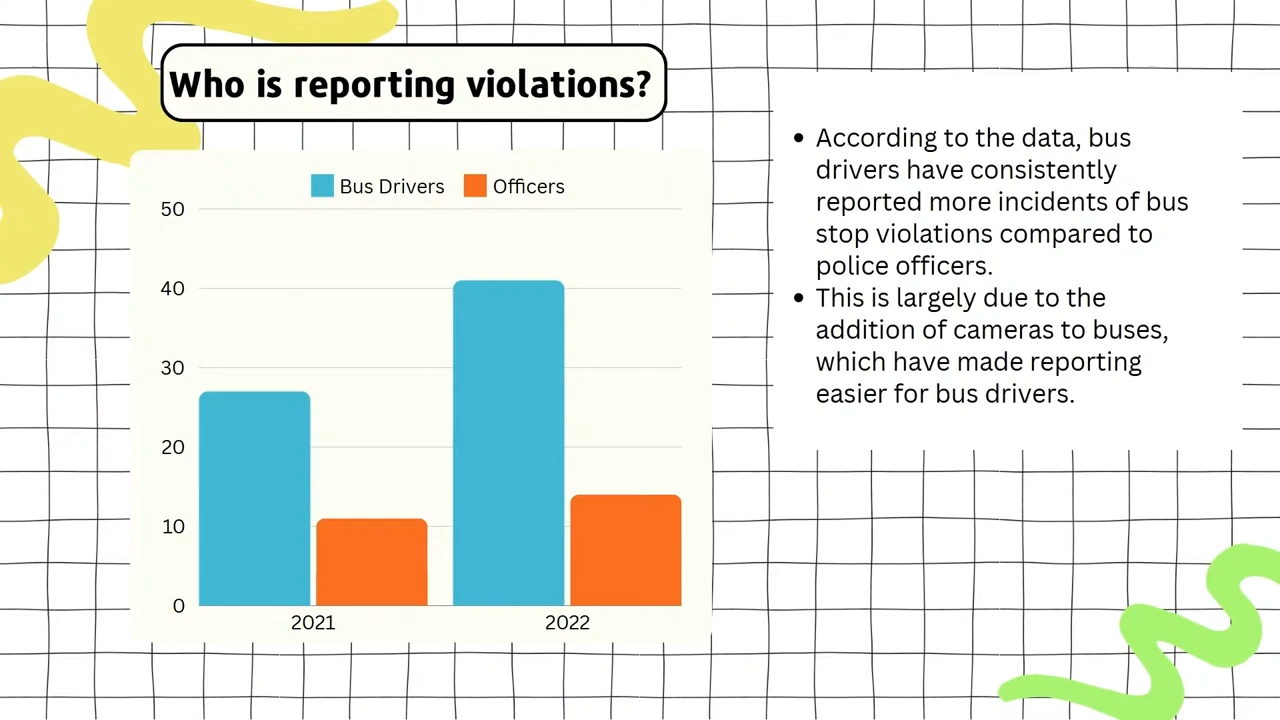 Who is reporting violations?
Bus Drivers Officers
50
40
30
20
10
0
2021 2022
• According to the data, bus
drivers have consistently
reported more incidents of bus
stop violations compared to
police officers.
• This is largely due to the
addition of cameras to buses,
which have made reporting
easier for bus drivers.